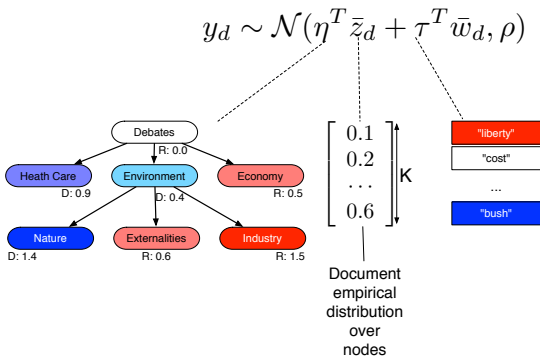 y_d ~ N(η^T z̄_d + τ^T w̄_d, ρ)
Debates
R: 0.0
Heath Care
D: 0.9
Environment
D: 0.4
Economy
R: 0.5
Nature
D: 1.4
Externalities
R: 0.6
Industry
R: 1.5
0.1
0.2
...
0.6
K
Document
empirical
distribution
over
nodes
"liberty"
"cost"
...
"bush"